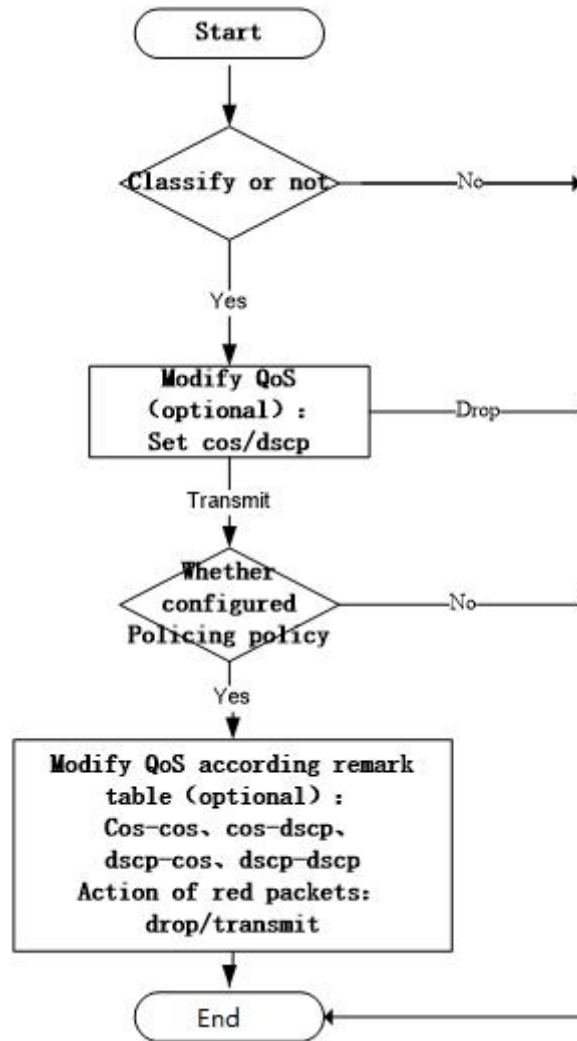 Start
Classify or not
No
Yes
Modify QoS
（optional）：
Set cos/dscp
Drop
Transmit
Whether
configured
Policing policy
No
Yes
Modify QoS according remark
table（optional）：
Cos-cos、cos-dscp、
dscp-cos、dscp-dscp
Action of red packets：
drop/transmit
End